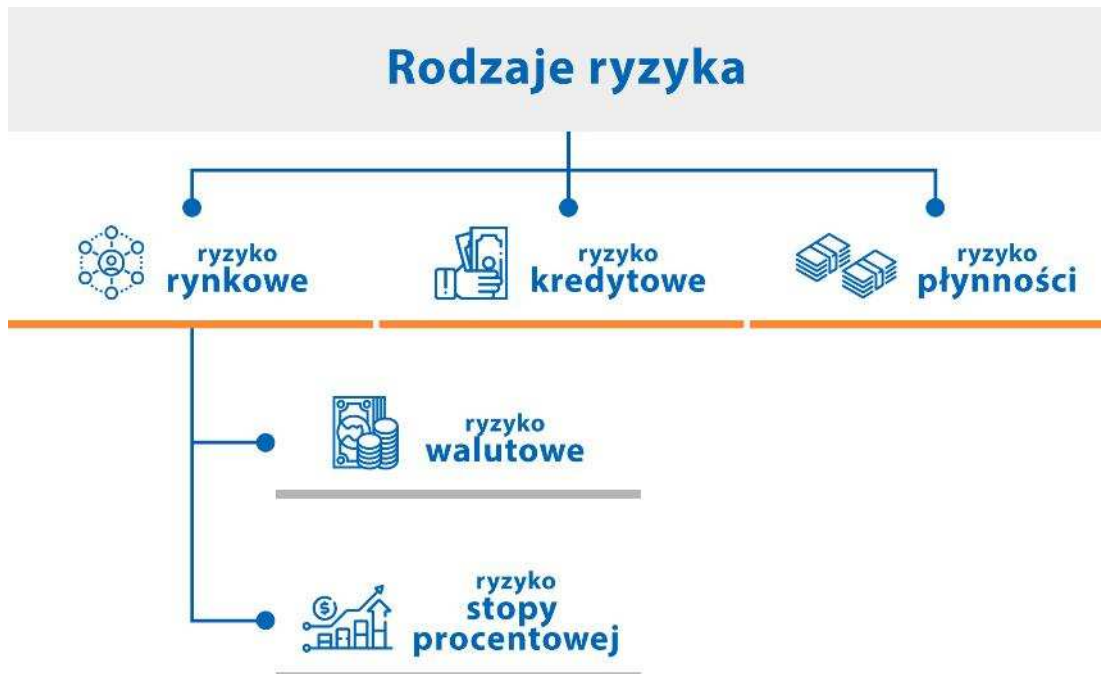 Rodzaje ryzyka
ryzyko
rynkowe
ryzyko
kredytowe
ryzyko
płynności
ryzyko
walutowe
ryzyko
stopy
procentowej